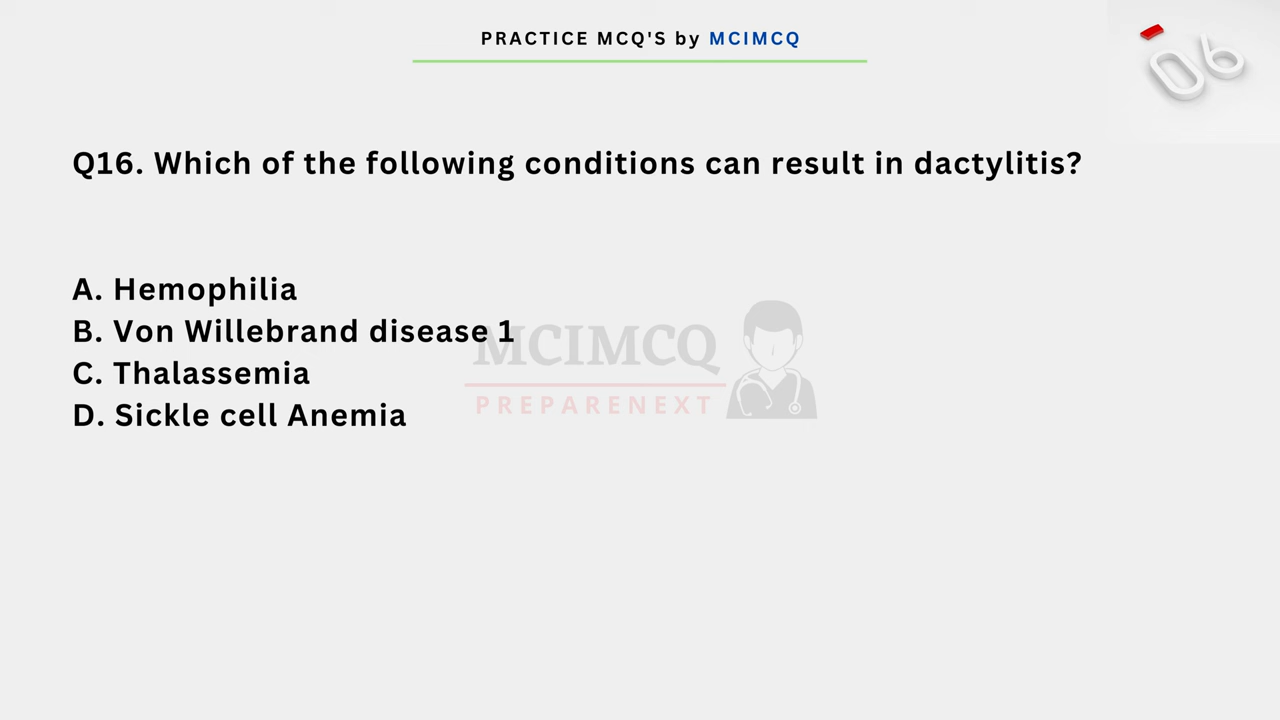 PRACTICE MCQ'S by MCIMCQ
06
Q16. Which of the following conditions can result in dactylitis?
A. Hemophilia
B. Von Willebrand disease 1
C. Thalassemia
D. Sickle cell Anemia
MCIMCQ
PREPARENEXT